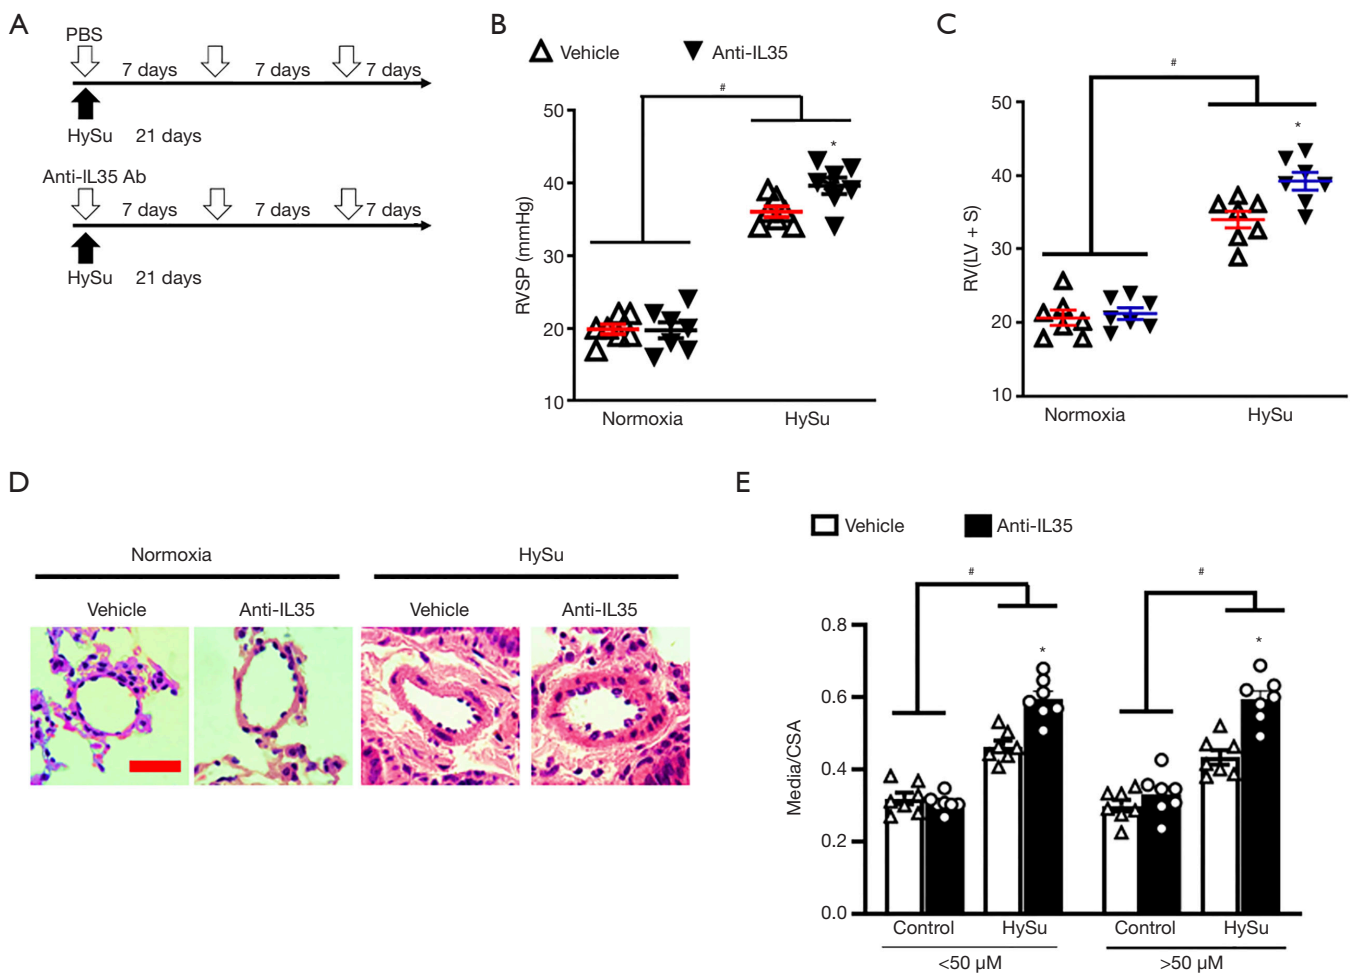 A
PBS
7 days 7 days 7 days
HySu 21 days
Anti-IL35 Ab
7 days 7 days 7 days
HySu 21 days
B
Vehicle Anti-IL35
#
*
50
40
30
20
10
RVSP (mmHg)
Normoxia HySu
C
#
*
50
40
30
20
10
RV(LV + S)
Normoxia HySu
D
Normoxia HySu
Vehicle Anti-IL35 Vehicle Anti-IL35
E
Vehicle Anti-IL35
# #
* *
0.8
0.6
0.4
0.2
0.0
Media/CSA
Control HySu Control HySu
<50 µM >50 µM